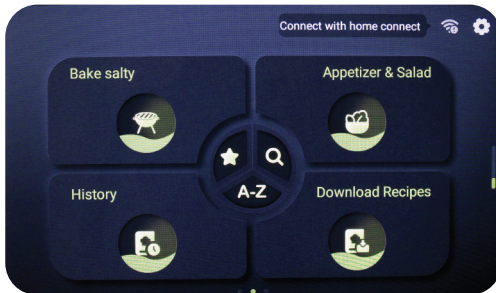 Connect with home connect
Bake salty
Appetizer & Salad
A-Z
History
Download Recipes